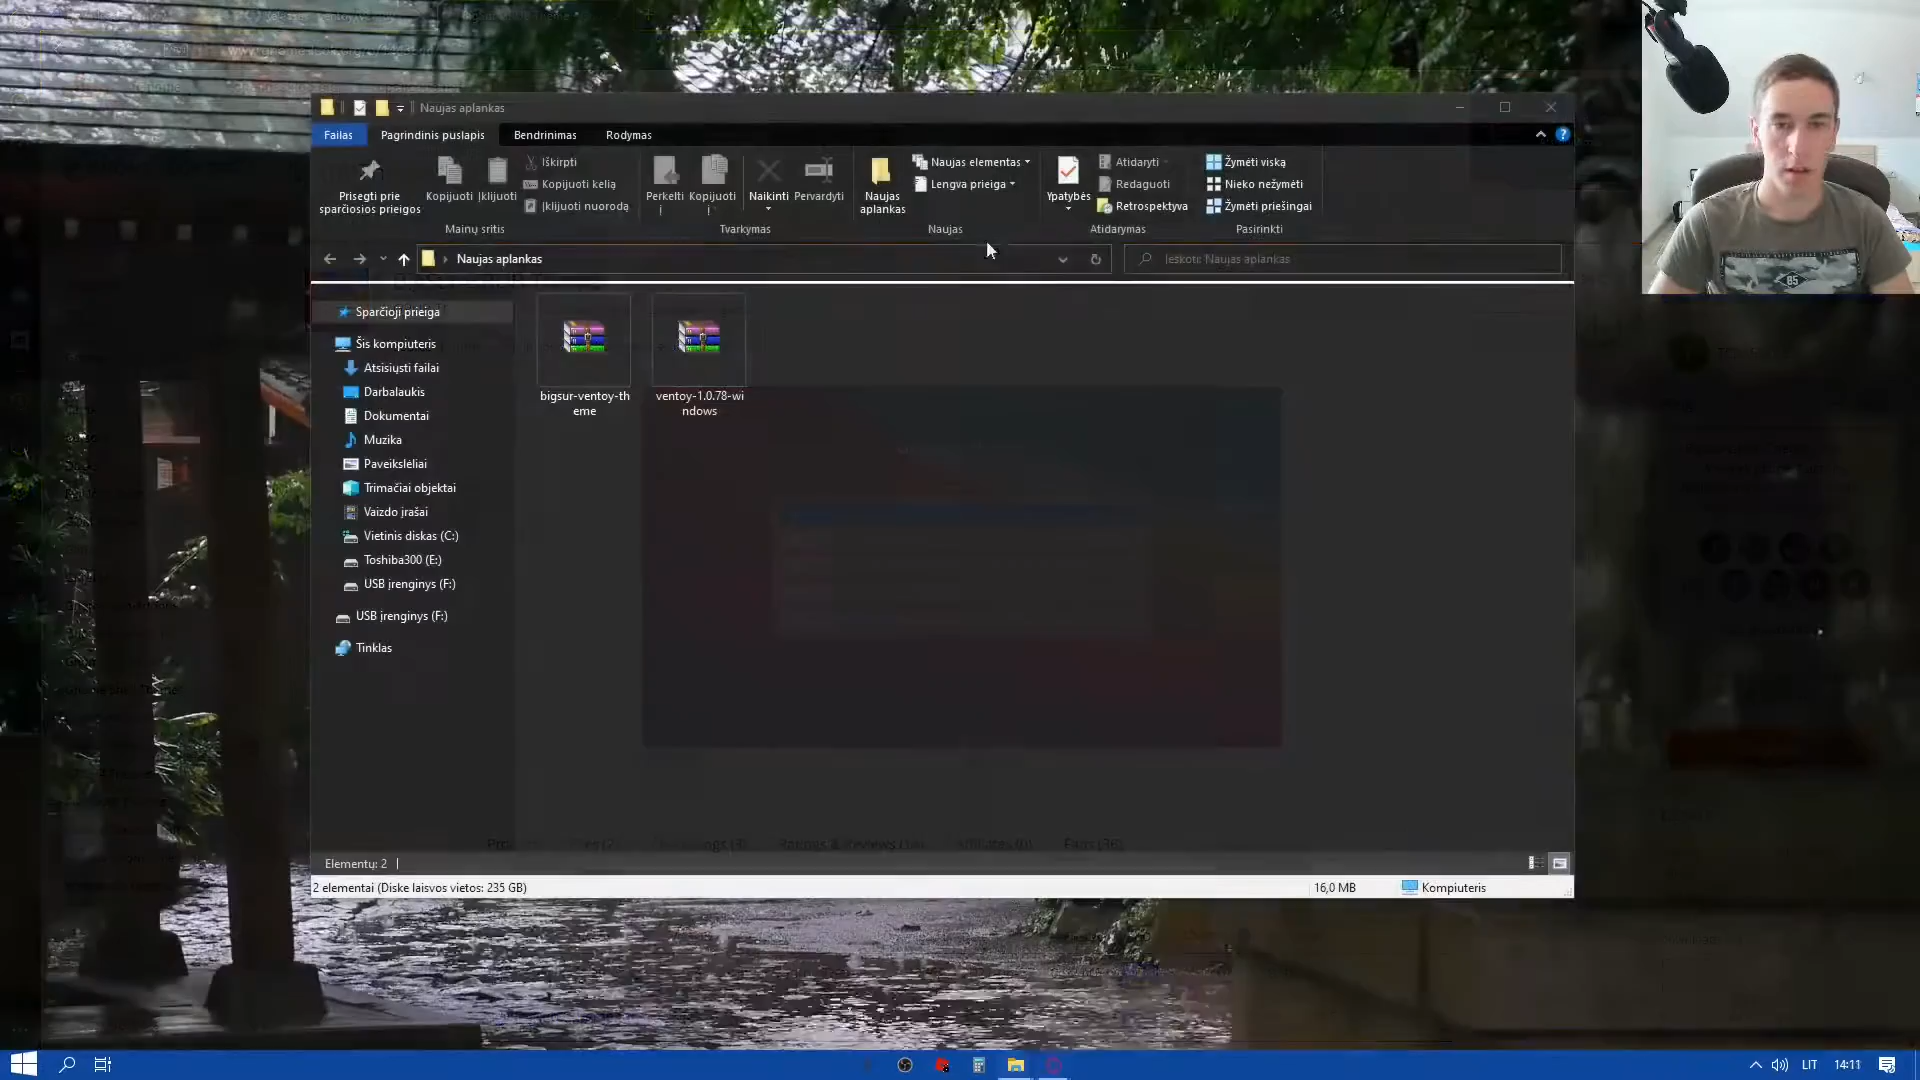 Naujas aplankas
Failas
Pagrindinis puslapis
Bendrinimas
Rodymas
Prisegti prie
sparčiosios prieigos
Kopijuoti
Įklijuoti
Iškirpti
Kopijuoti kelią
Įklijuoti nuorodą
Mainų sritis
Perkelti
į
Kopijuoti
į
Naikinti
Pervardyti
Tvarkymas
Naujas
aplankas
Naujas elementas
Lengva prieiga
Naujas
Ypatybės
Atidaryti
Redaguoti
Retrospektyva
Atidarymas
Žymėti viską
Nieko nežymėti
Žymėti priešingai
Pasirinkti
Naujas aplankas
Ieškoti: Naujas aplankas
Sparčioji prieiga
Šis kompiuteris
Atsisiųsti failai
Darbalaukis
Dokumentai
Muzika
Paveikslėliai
Trimačiai objektai
Vaizdo įrašai
Vietinis diskas (C:)
Toshiba300 (E:)
USB įrenginys (F:)
USB įrenginys (F:)
Tinklas
bigsur-ventoy-th
eme
ventoy-1.0.78-wi
ndows
Elementų: 2
2 elementai (Diske laisvos vietos: 235 GB)
16,0 MB
Kompiuteris
LIT
14:11